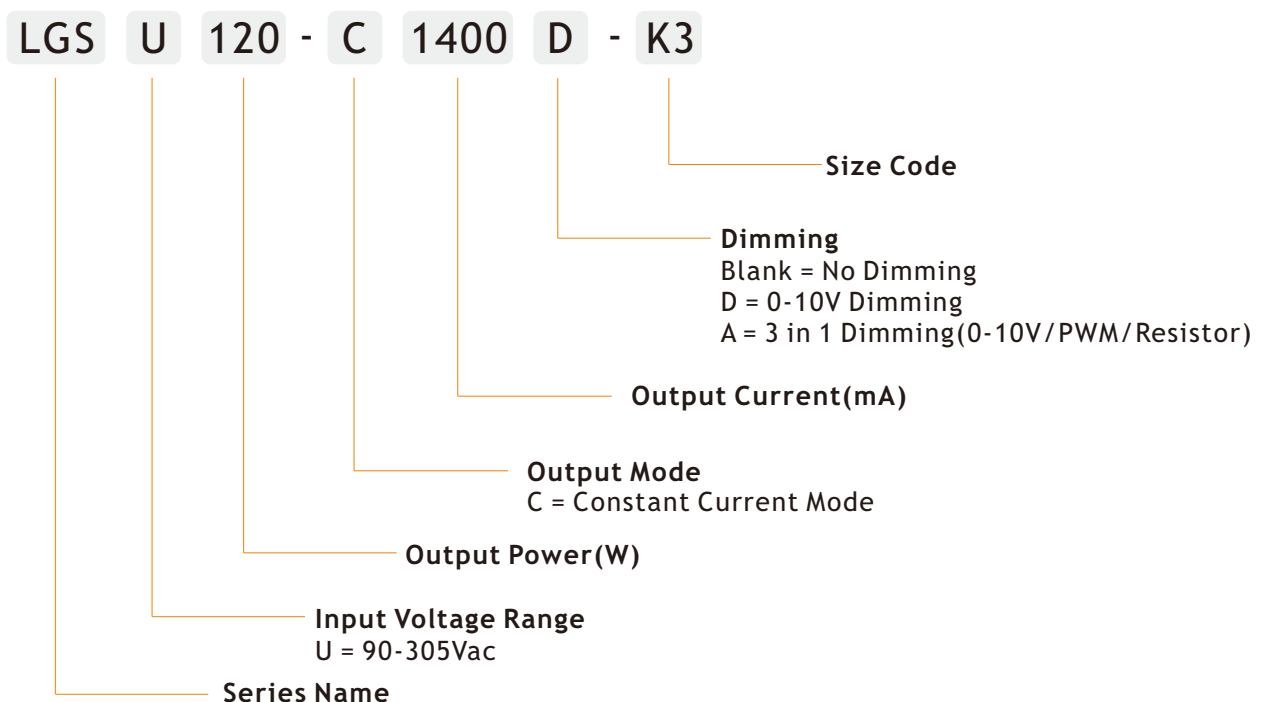 LGS U 120 - C 1400 D - K3
Size Code
Dimming
Blank = No Dimming
D = 0-10V Dimming
A = 3 in 1 Dimming(0-10V/PWM/Resistor)
Output Current(mA)
Output Mode
C = Constant Current Mode
Output Power(W)
Input Voltage Range
U = 90-305Vac
Series Name